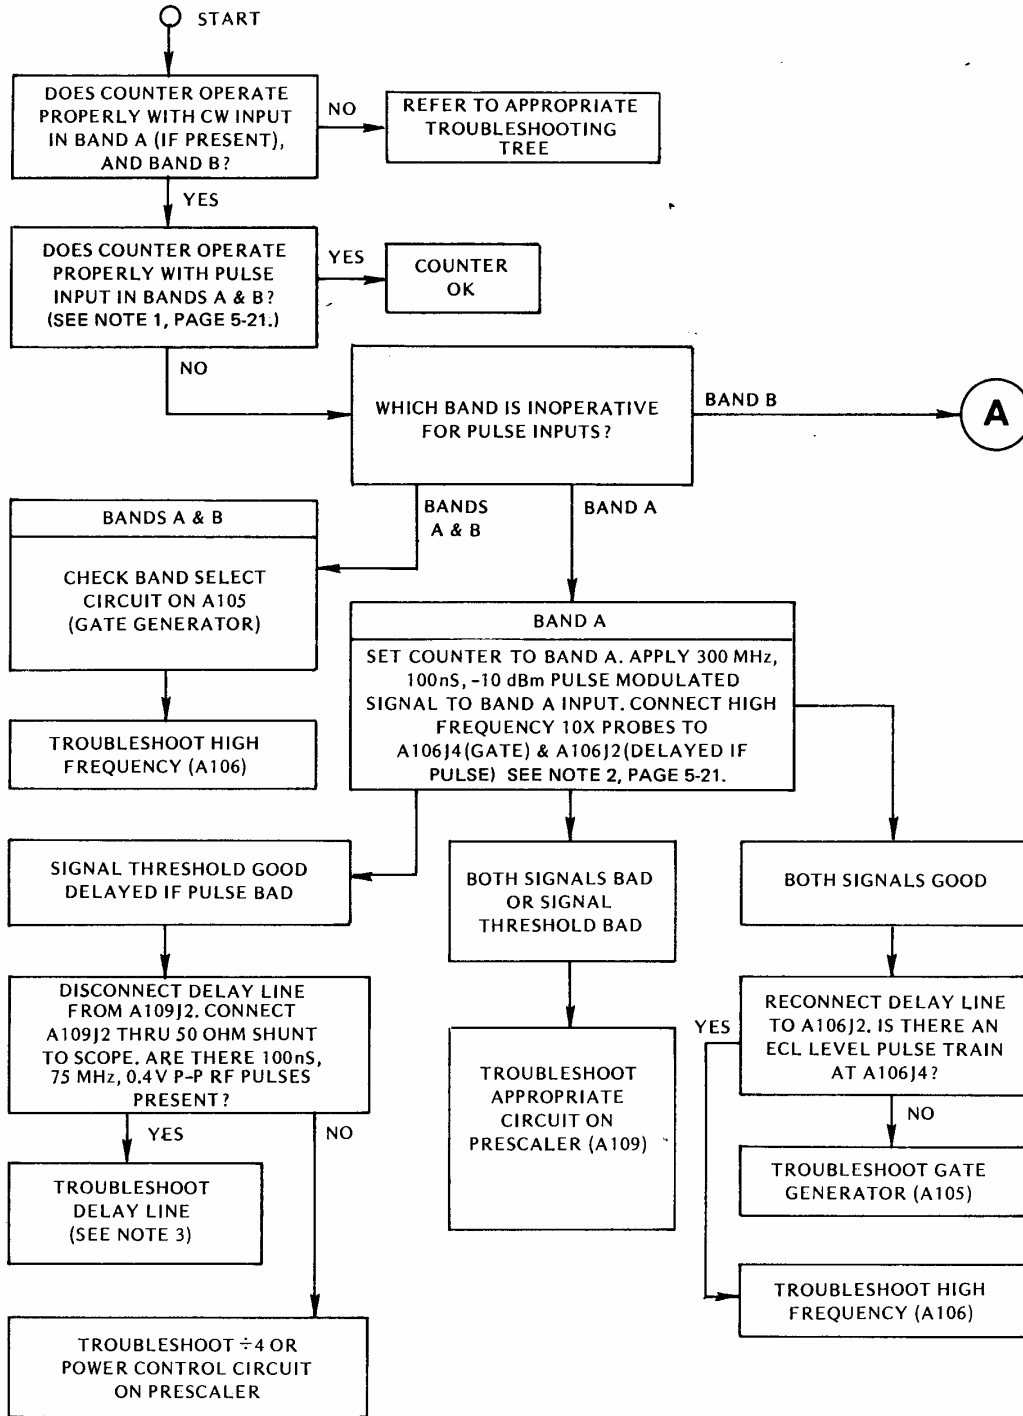 START
DOES COUNTER OPERATE
PROPERLY WITH CW INPUT
IN BAND A (IF PRESENT),
AND BAND B?
NO
REFER TO APPROPRIATE
TROUBLESHOOTING
TREE
YES
DOES COUNTER OPERATE
PROPERLY WITH PULSE
INPUT IN BANDS A & B?
(SEE NOTE 1, PAGE 5-21.)
YES
COUNTER
OK
NO
WHICH BAND IS INOPERATIVE
FOR PULSE INPUTS?
BAND B
A
BANDS
A & B
BAND A
BANDS A & B
CHECK BAND SELECT
CIRCUIT ON A105
(GATE GENERATOR)
TROUBLESHOOT HIGH
FREQUENCY (A106)
BAND A
SET COUNTER TO BAND A. APPLY 300 MHz,
100nS, -10 dBm PULSE MODULATED
SIGNAL TO BAND A INPUT. CONNECT HIGH
FREQUENCY 10X PROBES TO
A106J4(GATE) & A106J2(DELAYED IF
PULSE) SEE NOTE 2, PAGE 5-21.
SIGNAL THRESHOLD GOOD
DELAYED IF PULSE BAD
BOTH SIGNALS BAD
OR SIGNAL
THRESHOLD BAD
BOTH SIGNALS GOOD
DISCONNECT DELAY LINE
FROM A109J2. CONNECT
A109J2 THRU 50 OHM SHUNT
TO SCOPE. ARE THERE 100nS,
75 MHz, 0.4V P-P RF PULSES
PRESENT?
YES
NO
TROUBLESHOOT
DELAY LINE
(SEE NOTE 3)
TROUBLESHOOT ÷4 OR
POWER CONTROL CIRCUIT
ON PRESCALER
TROUBLESHOOT
APPROPRIATE
CIRCUIT ON
PRESCALER (A109)
YES
RECONNECT DELAY LINE
TO A106J2. IS THERE AN
ECL LEVEL PULSE TRAIN
AT A106J4?
NO
TROUBLESHOOT GATE
GENERATOR (A105)
TROUBLESHOOT HIGH
FREQUENCY (A106)